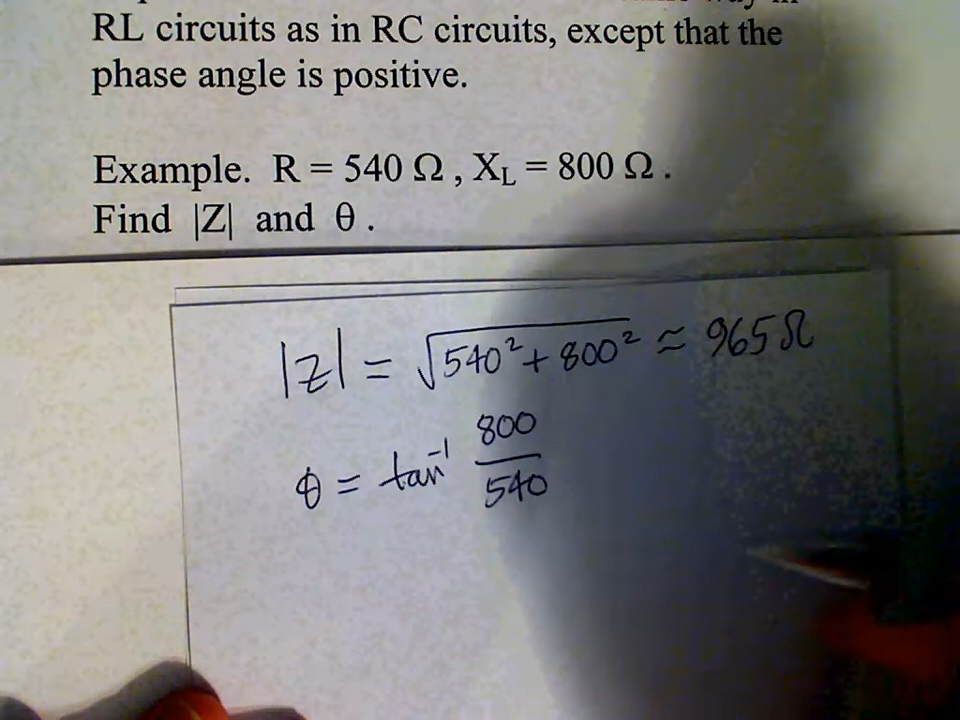 RL circuits as in RC circuits, except that the
phase angle is positive.
Example. R = 540 Ω , X_L = 800 Ω .
Find |Z| and θ .
|Z| = √(540² + 800²) ≈ 965 Ω
θ = tan⁻¹ 800/540